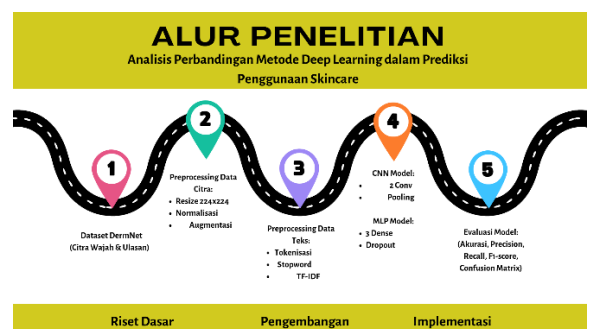 ALUR PENELITIAN
Analisis Perbandingan Metode Deep Learning dalam Prediksi
Penggunaan Skincare
1
Dataset DermNet
(Citra Wajah & Ulasan)
2
Preprocessing Data
Citra:
• Resize 224x224
• Normalisasi
• Augmentasi
3
Preprocessing Data
Teks:
• Tokenisasi
• Stopword
• TF-IDF
4
CNN Model:
• 2 Conv
• Pooling
MLP Model:
• 3 Dense
• Dropout
5
Evaluasi Model:
(Akurasi, Precision,
Recall, F1-score,
Confusion Matrix)
Riset Dasar
Pengembangan
Implementasi